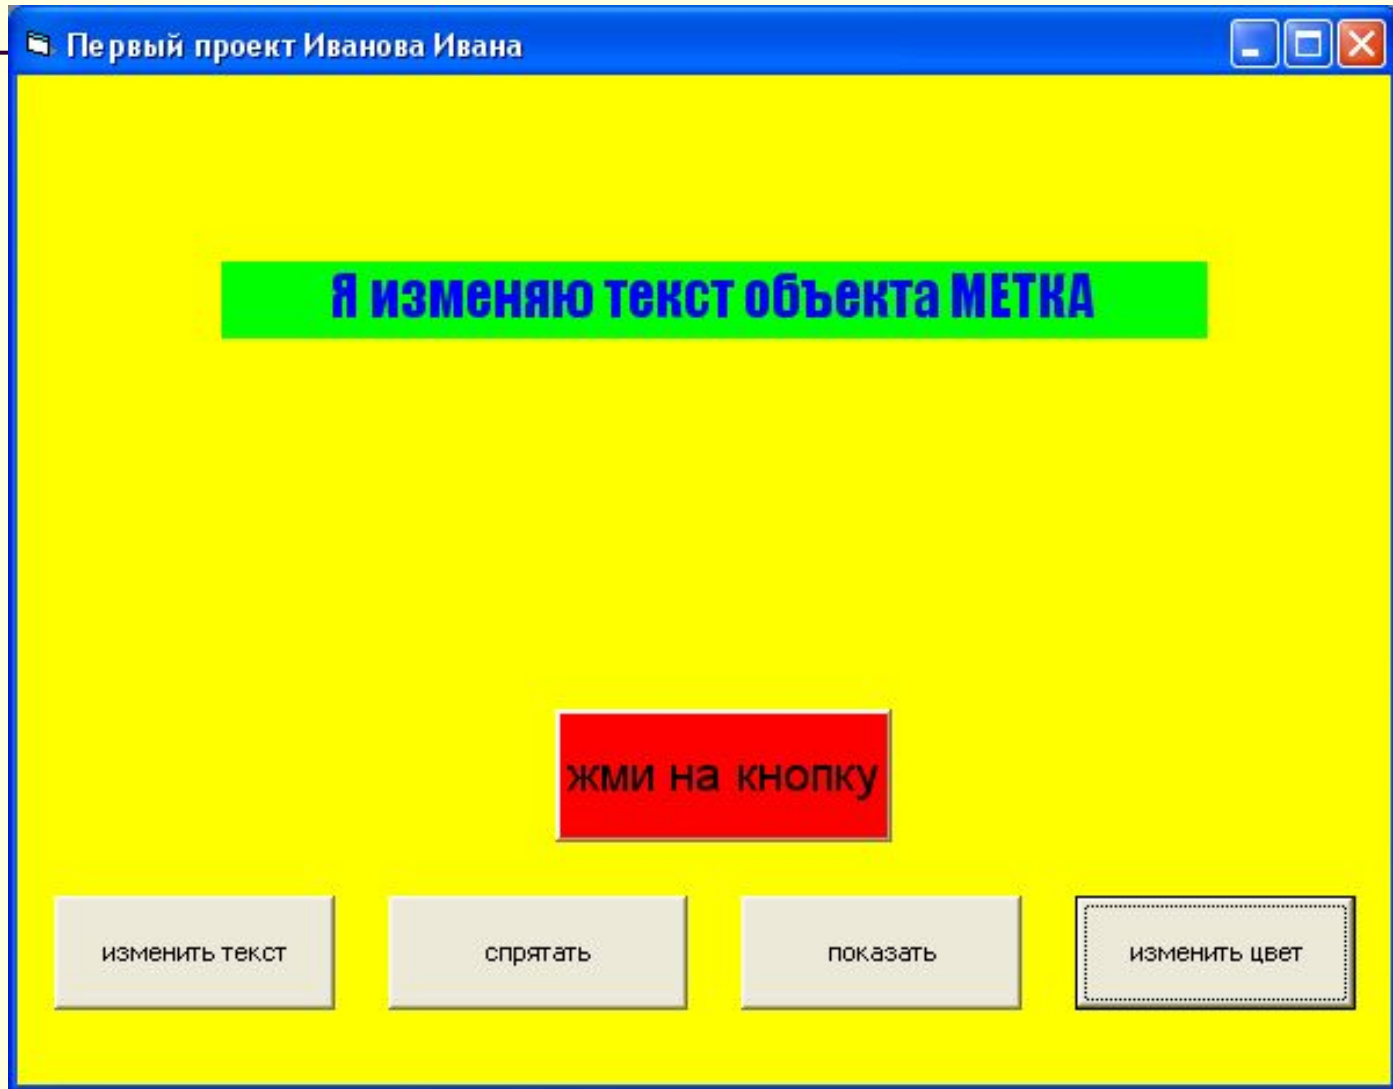 Первый проект Иванова Ивана
Я изменяю текст объекта МЕТКА
жми на кнопку
изменить текст
спрятать
показать
изменить цвет